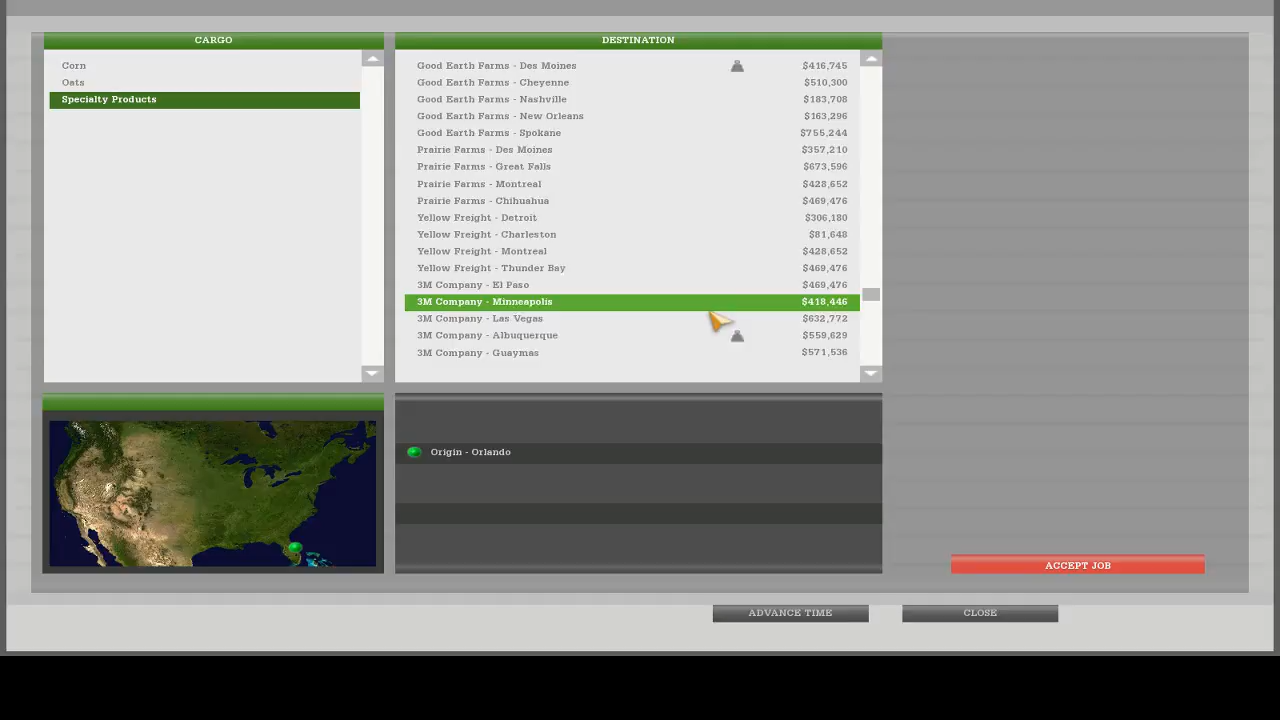 CARGO
Corn
Oats
Specialty Products
DESTINATION
Good Earth Farms - Des Moines $416,745
Good Earth Farms - Cheyenne $510,300
Good Earth Farms - Nashville $183,708
Good Earth Farms - New Orleans $163,296
Good Earth Farms - Spokane $755,244
Prairie Farms - Des Moines $357,210
Prairie Farms - Great Falls $673,596
Prairie Farms - Montreal $428,652
Prairie Farms - Chihuahua $469,476
Yellow Freight - Detroit $306,180
Yellow Freight - Charleston $81,648
Yellow Freight - Montreal $428,652
Yellow Freight - Thunder Bay $469,476
3M Company - El Paso $469,476
3M Company - Minneapolis $418,446
3M Company - Las Vegas $632,772
3M Company - Albuquerque $559,629
3M Company - Guaymas $571,536
Origin - Orlando
ACCEPT JOB
ADVANCE TIME
CLOSE